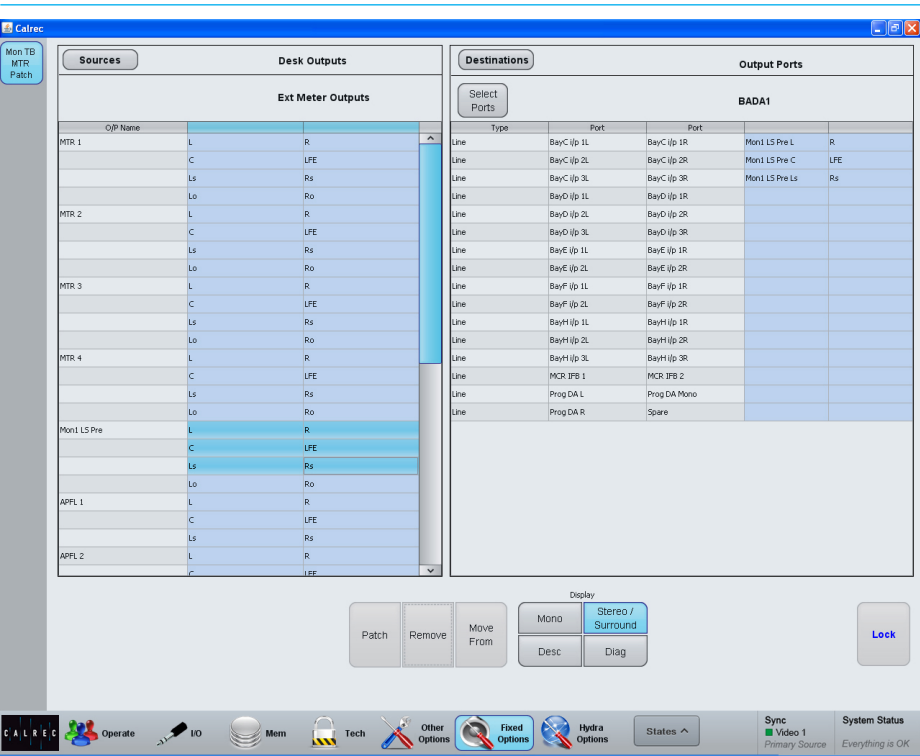 Calrec
Mon TB
MTR
Patch
Sources
Desk Outputs
Ext Meter Outputs
O/P Name
MTR 1 L R
C LFE
Ls Rs
Lo Ro
MTR 2 L R
C LFE
Ls Rs
Lo Ro
MTR 3 L R
C LFE
Ls Rs
Lo Ro
MTR 4 L R
C LFE
Ls Rs
Lo Ro
Mon1 LS Pre L R
C LFE
Ls Rs
Lo Ro
APFL 1 L R
C LFE
Ls Rs
APFL 2 L R
C LFE
Destinations
Output Ports
Select
Ports
BADA1
Type Port Port
Line BayC i/p 1L BayC i/p 1R Mon1 LS Pre L R
Line BayC i/p 2L BayC i/p 2R Mon1 LS Pre C LFE
Line BayC i/p 3L BayC i/p 3R Mon1 LS Pre Ls Rs
Line BayD i/p 1L BayD i/p 1R
Line BayD i/p 2L BayD i/p 2R
Line BayD i/p 3L BayD i/p 3R
Line BayE i/p 1L BayE i/p 1R
Line BayE i/p 2L BayE i/p 2R
Line BayF i/p 1L BayF i/p 1R
Line BayF i/p 2L BayF i/p 2R
Line BayH i/p 1L BayH i/p 1R
Line BayH i/p 2L BayH i/p 2R
Line BayH i/p 3L BayH i/p 3R
Line MCR IFB 1 MCR IFB 2
Line Prog DA L Prog DA Mono
Line Prog DA R Spare
Patch
Remove
Move
From
Display
Mono
Stereo /
Surround
Desc
Diag
Lock
CALREC
Operate
I/O
Mem
Tech
Other
Options
Fixed
Options
Hydra
Options
States
Sync
Video 1
Primary Source
System Status
Everything is OK